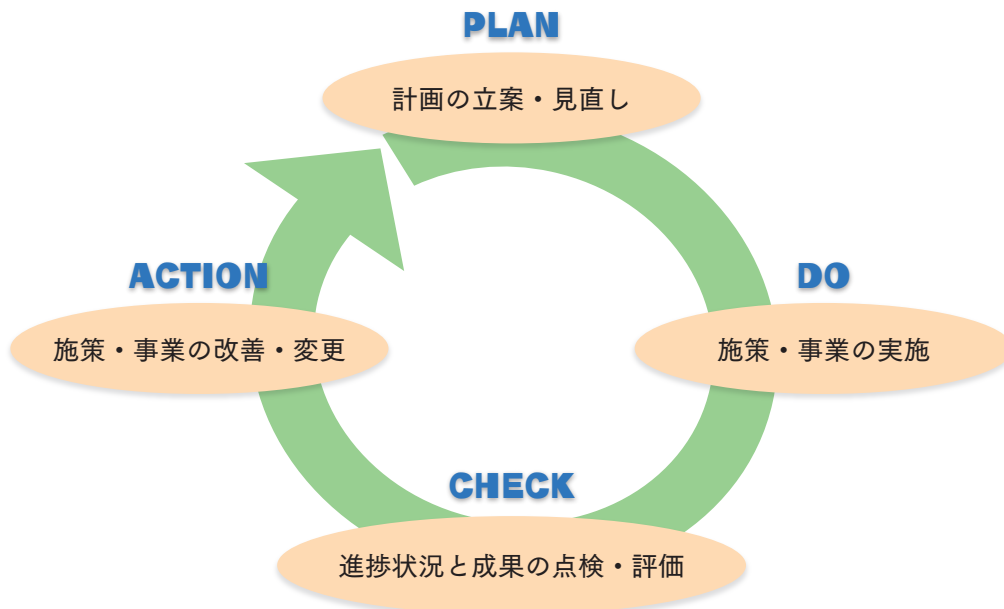 PLAN
計画の立案・見直し
ACTION
施策・事業の改善・変更
DO
施策・事業の実施
CHECK
進捗状況と成果の点検・評価